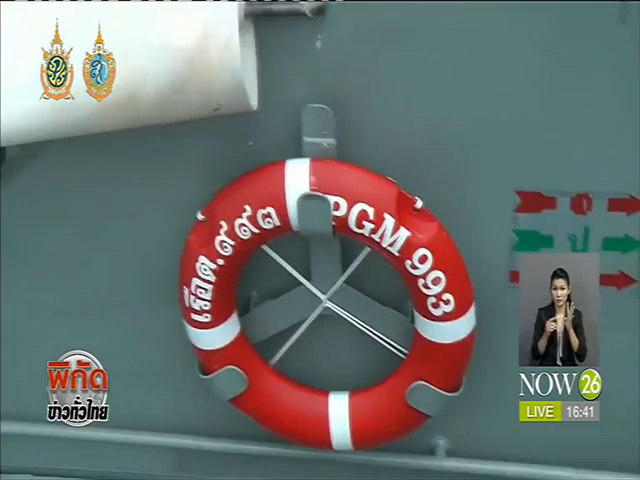 เรือ ต.๙๙๓
PGM 993
พิกัด
ข่าวทั่วไทย
NOW26
LIVE 16:41